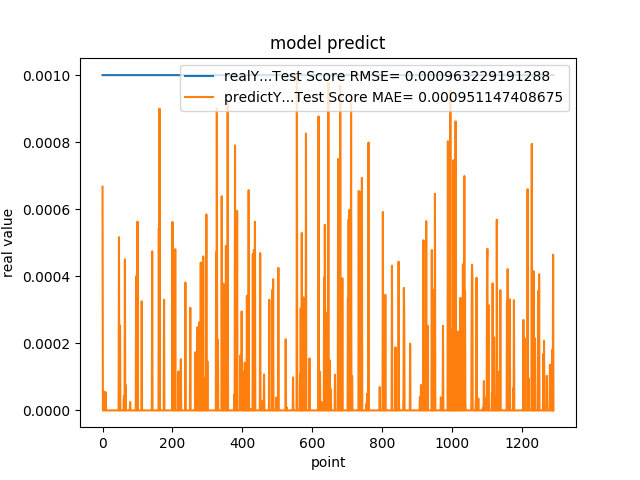 model predict
realY...Test Score RMSE= 0.000963229191288
predictY...Test Score MAE= 0.000951147408675
real value
0.0010
0.0008
0.0006
0.0004
0.0002
0.0000
0 200 400 600 800 1000 1200
point